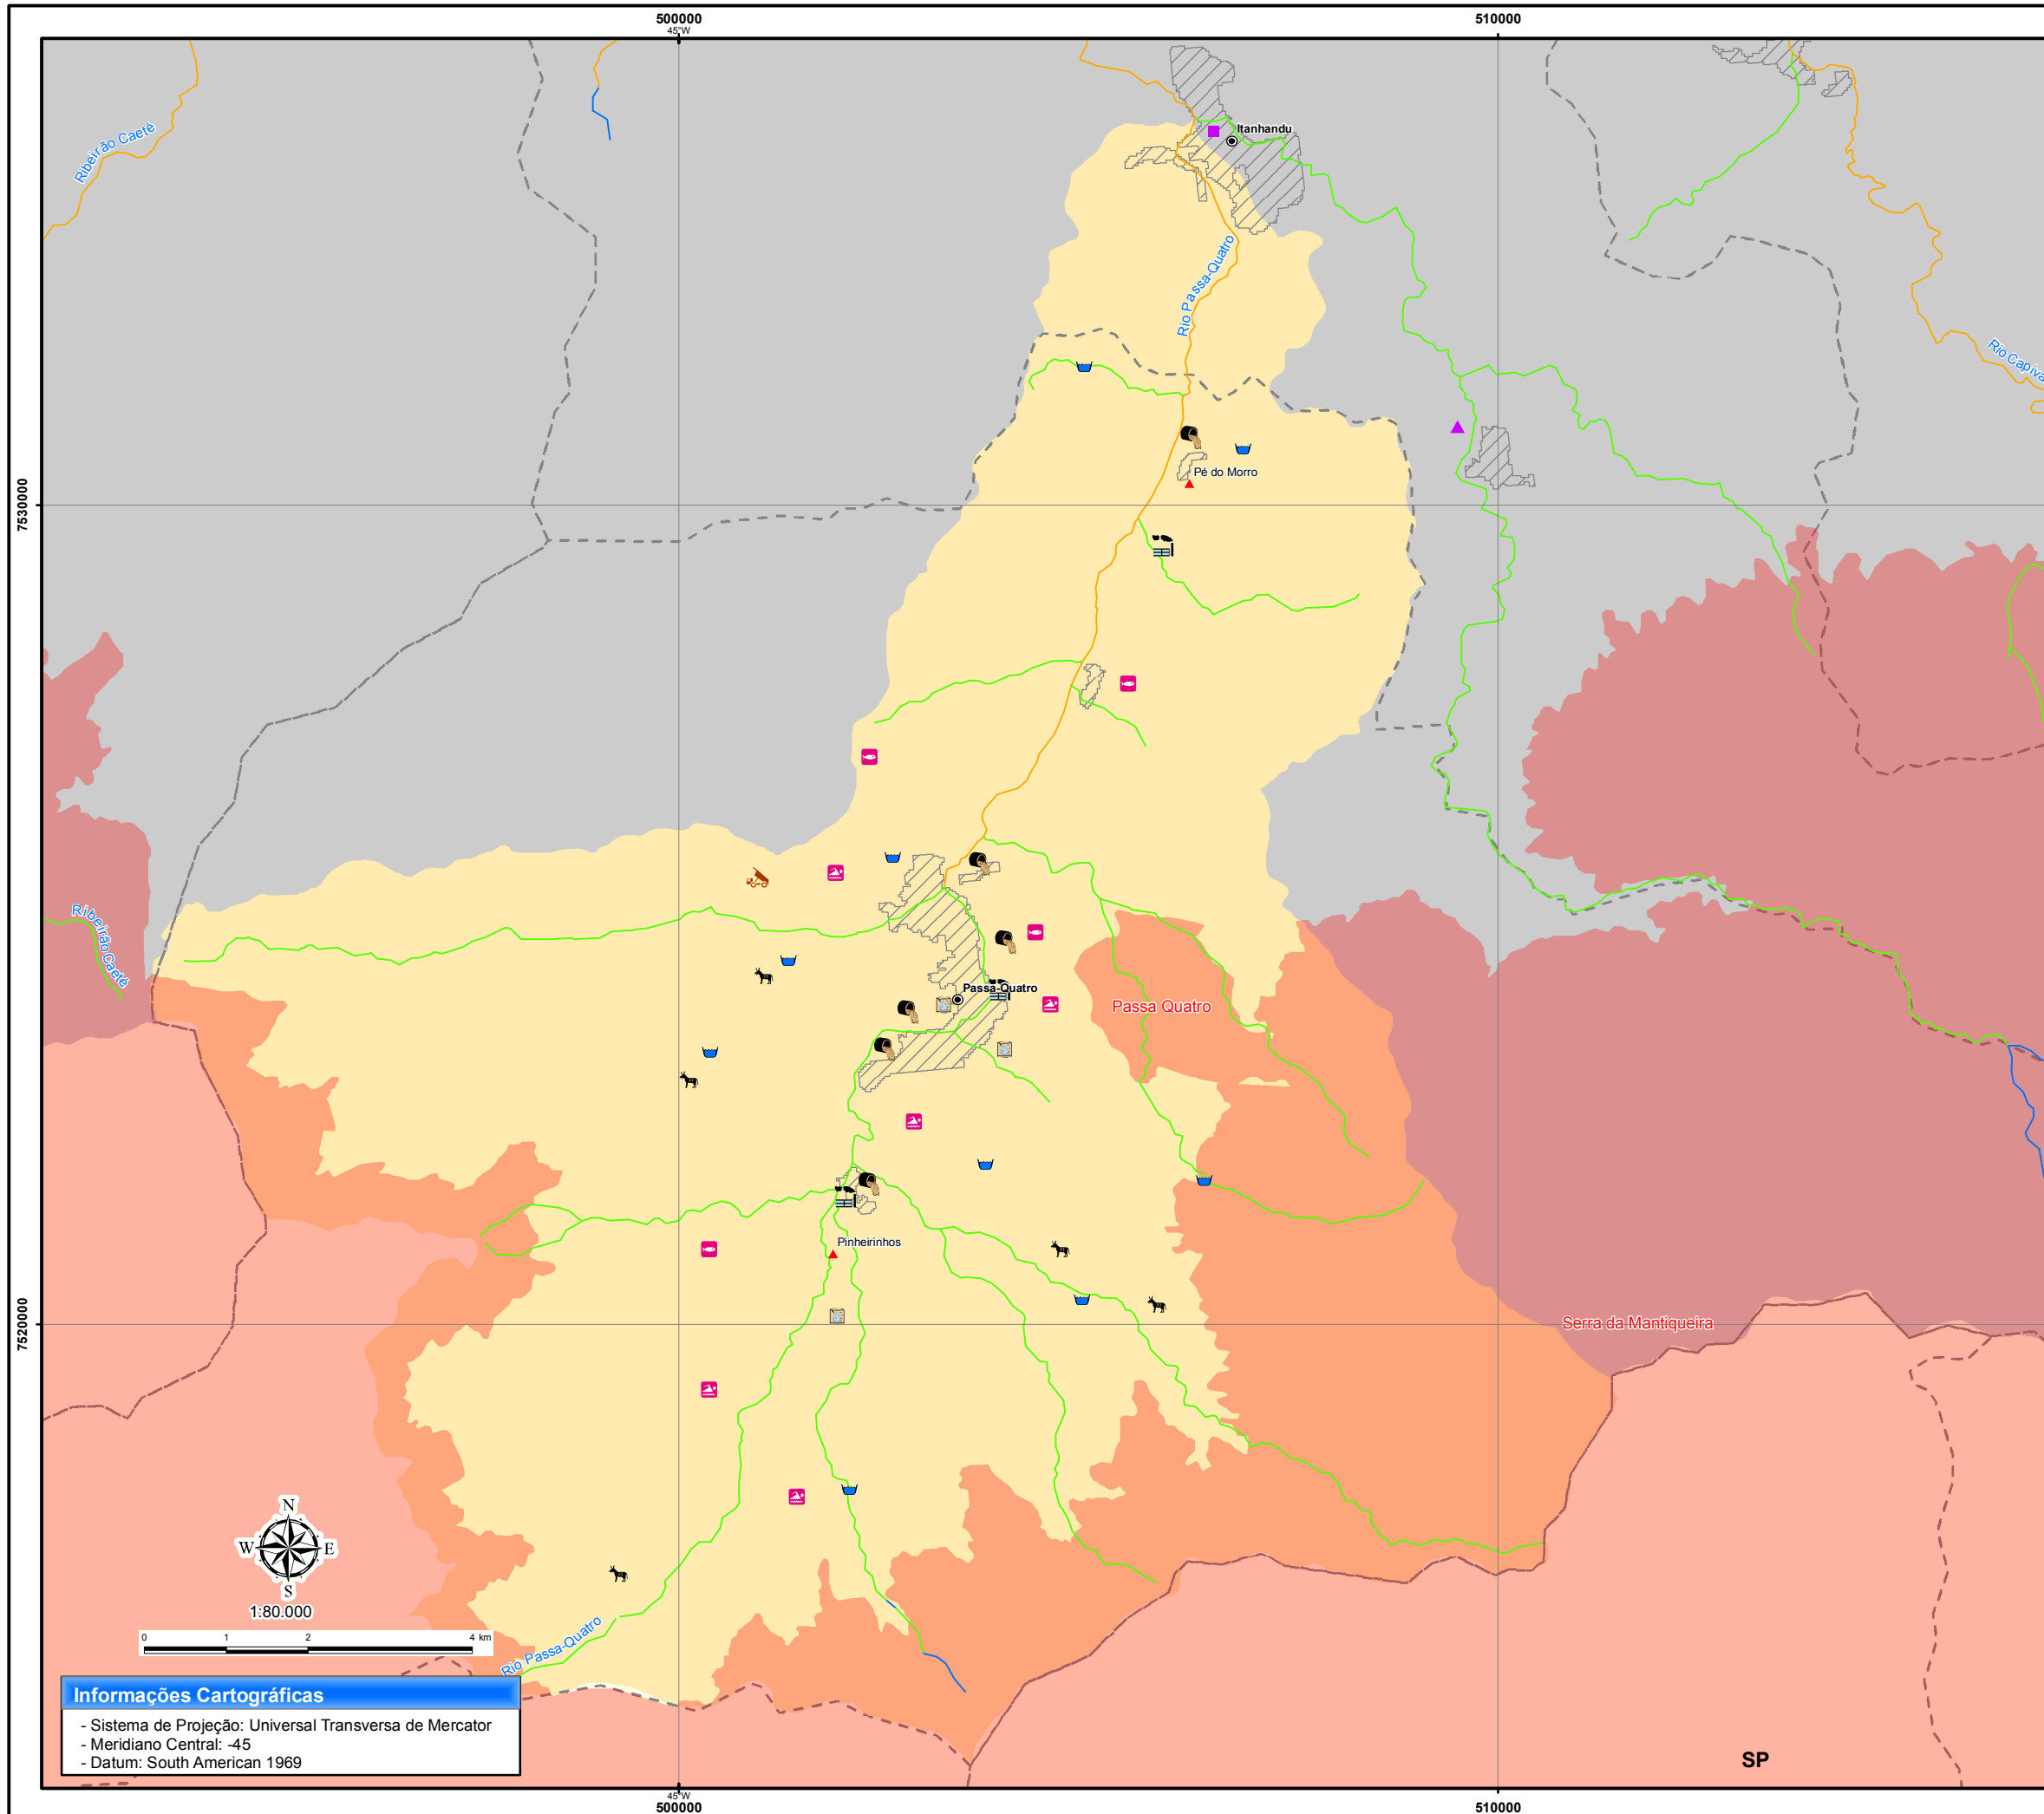 500000
510000
45°W
Ribeirão Caeté
Itanhandu
Rio Passa-Quatro
Rio Capiva
Pé do Morro
7530000
Ribeirão Caeté
Passa-Quatro
Passa Quatro
Pinheirinhos
7520000
Serra da Mantiqueira
N
W E
S
1:80.000
0 1 2 4 km
Rio Passa-Quatro
Informações Cartográficas
- Sistema de Projeção: Universal Transversa de Mercator
- Meridiano Central: -45
- Datum: South American 1969
SP
45°W
500000
510000